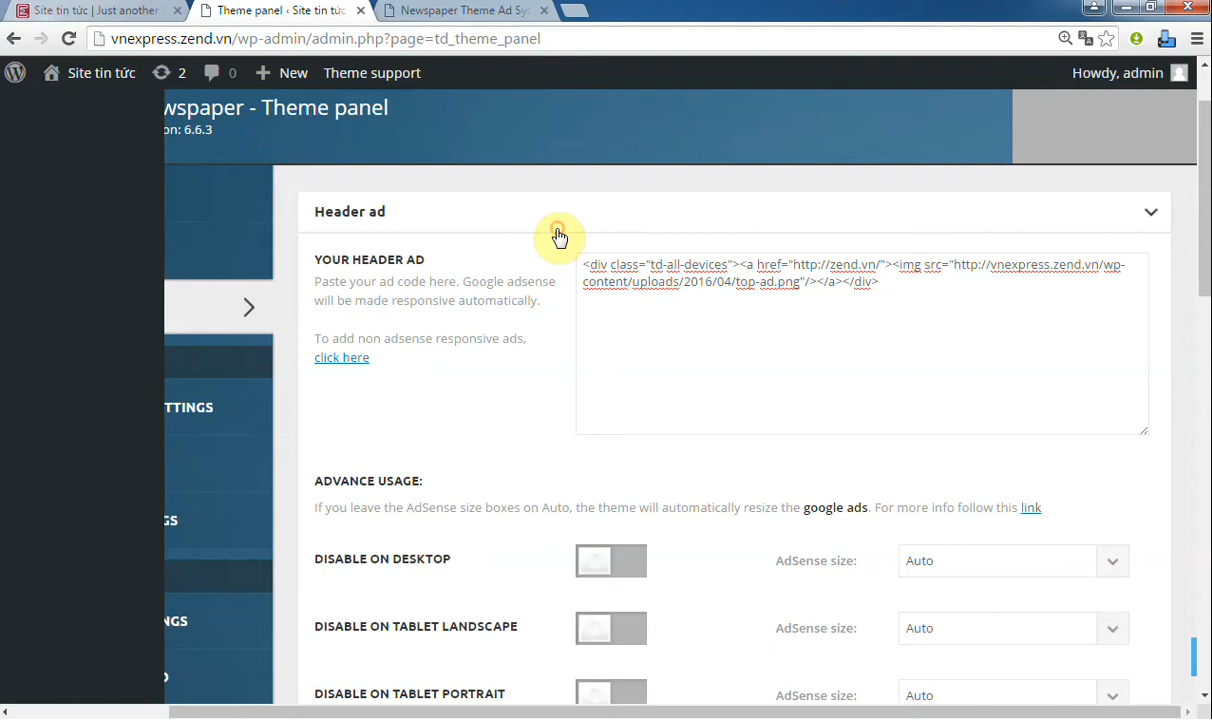 Site tin tức | Just another
Theme panel ‹ Site tin tức
Newspaper Theme Ad Sy
vnexpress.zend.vn/wp-admin/admin.php?page=td_theme_panel
Site tin tức 2 0 New Theme support Howdy, admin
wspaper - Theme panel
on: 6.6.3
Header ad
YOUR HEADER AD
Paste your ad code here. Google adsense
will be made responsive automatically.
To add non adsense responsive ads,
click here
<div class="td-all-devices"><a href="http://zend.vn/"><img src="http://vnexpress.zend.vn/wp-
content/uploads/2016/04/top-ad.png"/></a></div>
TTINGS
GS
NGS
ADVANCE USAGE:
If you leave the AdSense size boxes on Auto, the theme will automatically resize the google ads. For more info follow this link
DISABLE ON DESKTOP AdSense size: Auto
DISABLE ON TABLET LANDSCAPE AdSense size: Auto
DISABLE ON TABLET PORTRAIT AdSense size: Auto